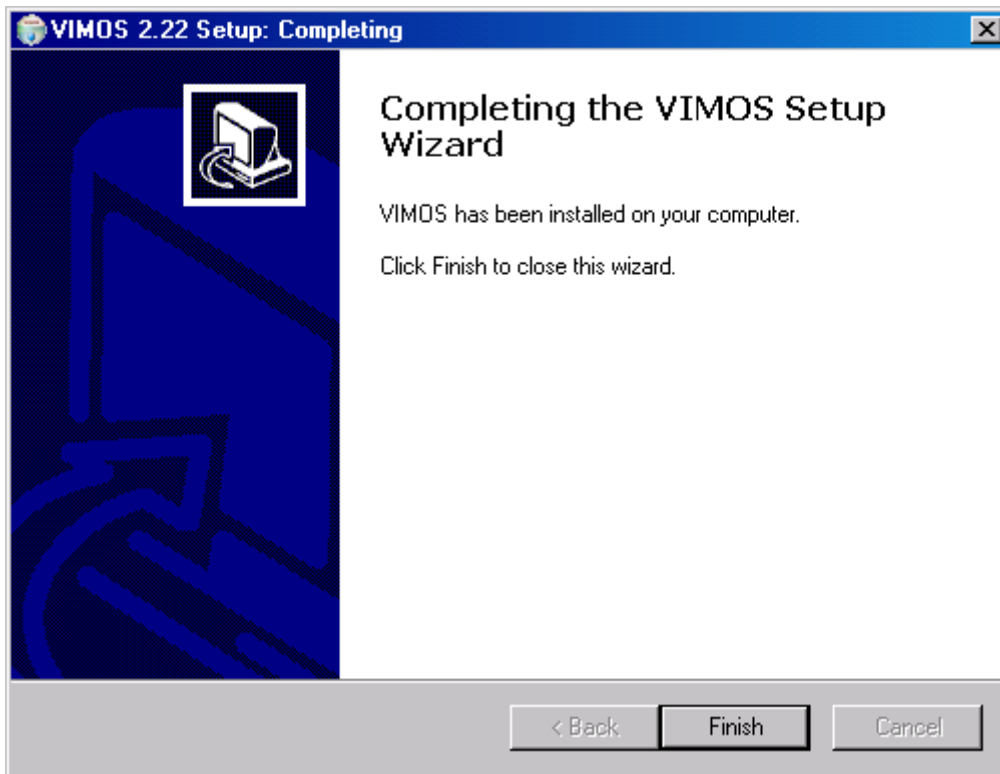 VIMOS 2.22 Setup: Completing
Completing the VIMOS Setup
Wizard
VIMOS has been installed on your computer.
Click Finish to close this wizard.
< Back
Finish
Cancel